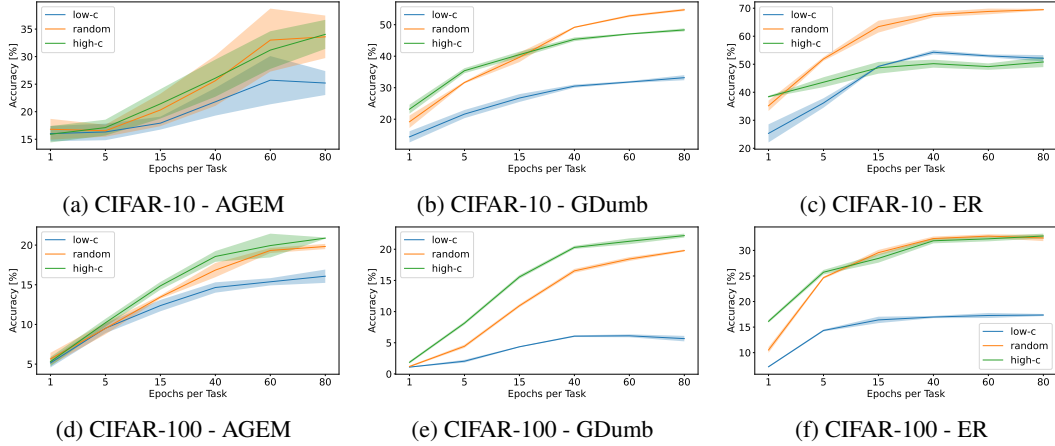 low-c
random
high-c
35
30
25
20
15
Accuracy [%]
1 5 15 40 60 80
Epochs per Task
(a) CIFAR-10 - AGEM
low-c
random
high-c
50
40
30
20
Accuracy [%]
1 5 15 40 60 80
Epochs per Task
(b) CIFAR-10 - GDumb
low-c
random
high-c
70
60
50
40
30
20
Accuracy [%]
1 5 15 40 60 80
Epochs per Task
(c) CIFAR-10 - ER
low-c
random
high-c
20
15
10
5
Accuracy [%]
1 5 15 40 60 80
Epochs per Task
(d) CIFAR-100 - AGEM
low-c
random
high-c
20
15
10
5
0
Accuracy [%]
1 5 15 40 60 80
Epochs per Task
(e) CIFAR-100 - GDumb
30
25
20
15
10
Accuracy [%]
low-c
random
high-c
1 5 15 40 60 80
Epochs per Task
(f) CIFAR-100 - ER